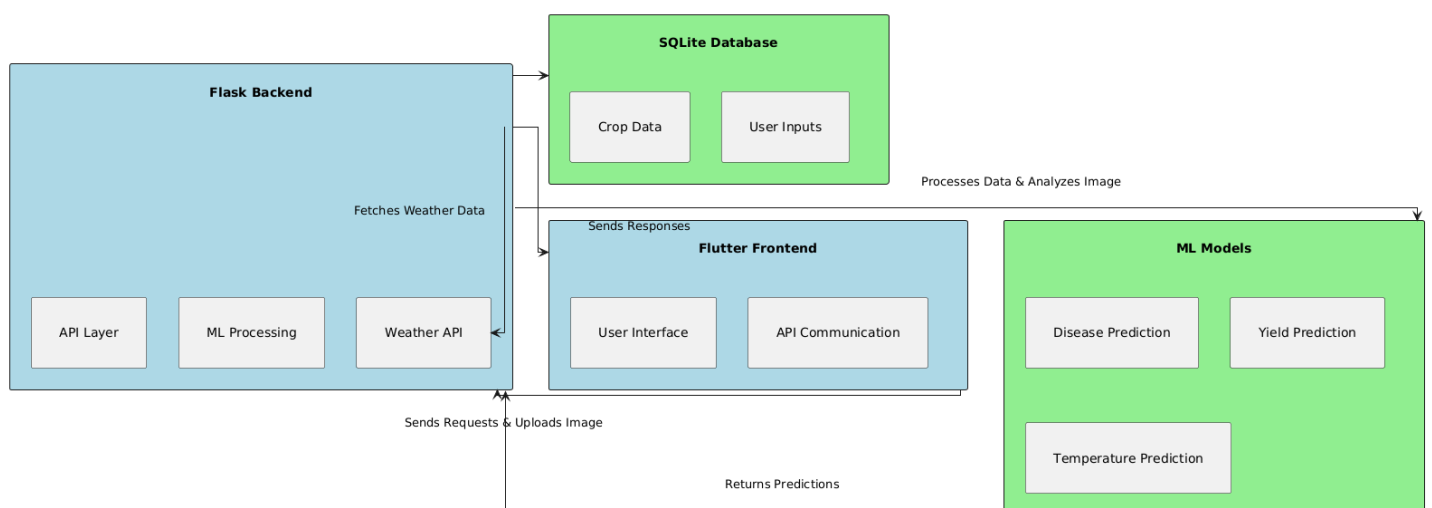 SQLite Database
Flask Backend
Crop Data
User Inputs
Processes Data & Analyzes Image
Fetches Weather Data
Sends Responses
Flutter Frontend
ML Models
API Layer
ML Processing
Weather API
User Interface
API Communication
Disease Prediction
Yield Prediction
Sends Requests & Uploads Image
Temperature Prediction
Returns Predictions